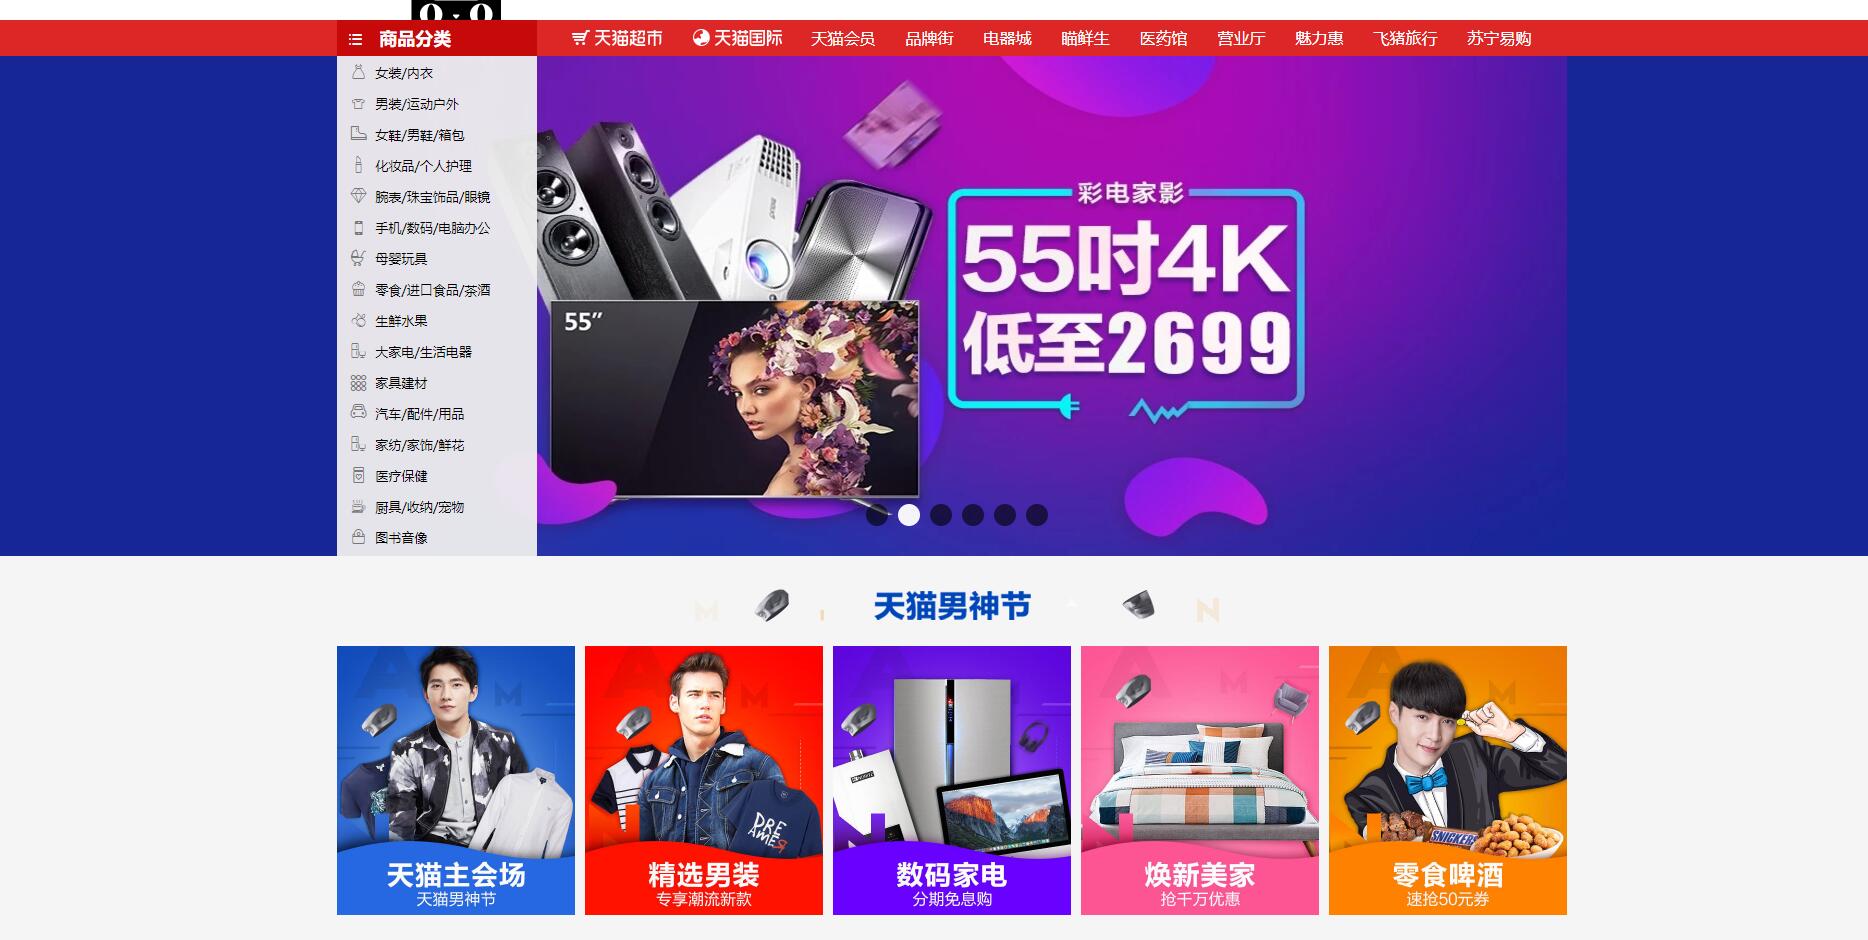 商品分类
天猫超市
天猫国际
天猫会员
品牌街
电器城
喵鲜生
医药馆
营业厅
魅力惠
飞猪旅行
苏宁易购
女装/内衣
男装/运动户外
女鞋/男鞋/箱包
化妆品/个人护理
腕表/珠宝饰品/眼镜
手机/数码/电脑办公
母婴玩具
零食/进口食品/茶酒
生鲜水果
大家电/生活电器
家具建材
汽车/配件/用品
家纺/家饰/鲜花
医疗保健
厨具/收纳/宠物
图书音像
彩电家影
55吋4K
低至2699
55”
天猫男神节
M
N
天猫主会场
天猫男神节
DRE
AMER
精选男装
专享潮流新款
数码家电
分期免息购
焕新美家
抢千万优惠
SNICKERS
零食啤酒
速抢50元券